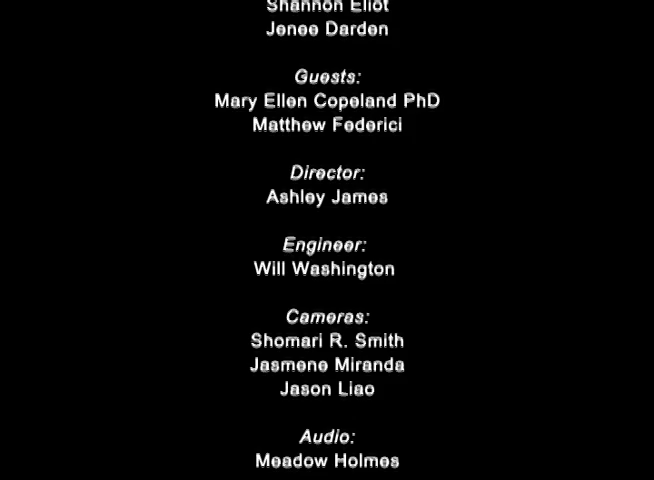 Shannon Eliot
Jenee Darden
Guests:
Mary Ellen Copeland PhD
Matthew Federici
Director:
Ashley James
Engineer:
Will Washington
Cameras:
Shomari R. Smith
Jasmene Miranda
Jason Liao
Audio:
Meadow Holmes